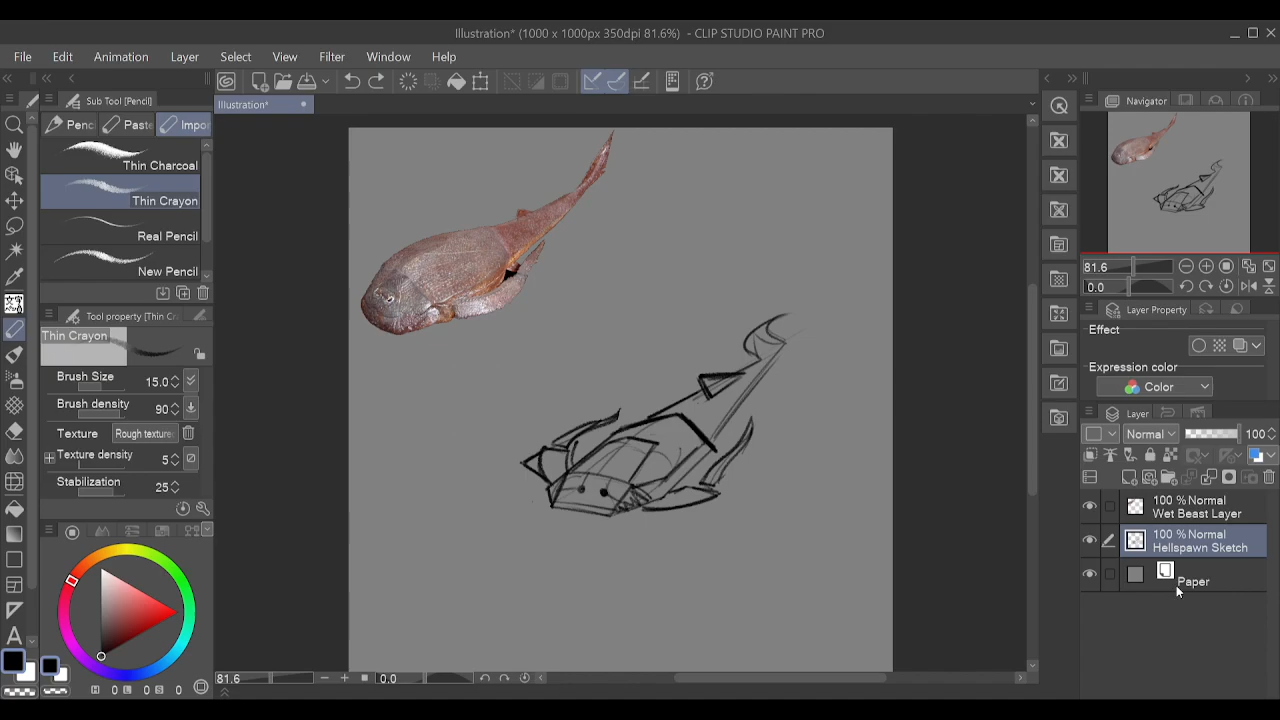 Illustration* (1000 x 1000px 350dpi 81.6%) - CLIP STUDIO PAINT PRO
File Edit Animation Layer Select View Filter Window Help
Sub Tool [Pencil]
Illustration*
Navigator
Penc Paste Impor
Thin Charcoal
Thin Crayon
Real Pencil
New Pencil
81.6
0.0
Tool property [Thin Cr
Layer Property
Thin Crayon
Effect
Expression color
Brush Size 15.0
Color
Brush density 90
Layer
Texture Rough texture
Normal 100
Texture density 5
Stabilization 25
100 % Normal
Wet Beast Layer
100 % Normal
Hellspawn Sketch
Paper
A
81.6 0.0
H 0 L 0 S 0